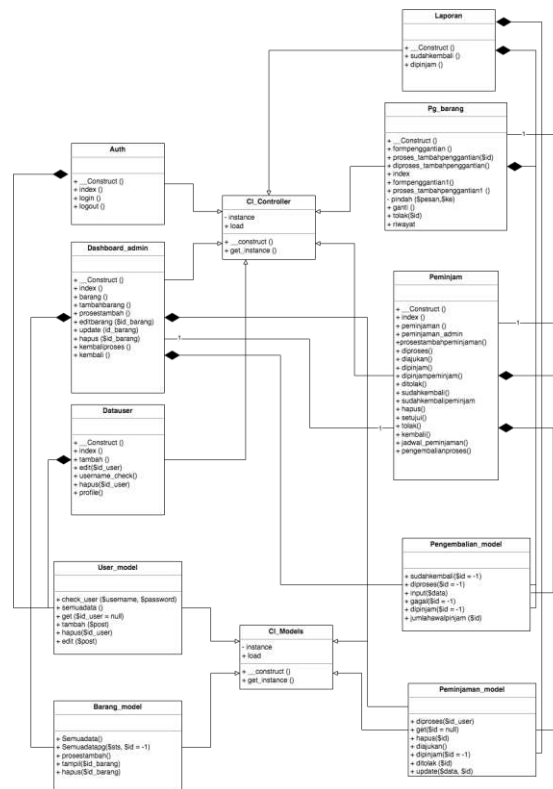 Laporan
+ __Construct ()
+ sudahkembali ()
+ dipinjam ()
Pg_barang
+ __Construct ()
+ formpenggantian ()
+ proses_tambahpenggantian($id)
+ diproses_tambahpenggantian()
+ index
+ formpenggantian1()
+ proses_tambahpenggantian1 ()
- pindah ($pesan,$ke)
+ ganti ()
+ tolak($id)
+ riwayat
1
Auth
+ __Construct ()
+ index ()
+ login ()
+ logout ()
CI_Controller
- instance
+ load
+ __construct ()
+ get_instance ()
Dashboard_admin
+ __Construct ()
+ index ()
+ barang ()
+ tambahbarang ()
+ prosestambah ()
+ editbarang ($id_barang)
+ update (id_barang)
+ hapus ($id_barang)
+ kembaliproses ()
+ kembali ()
1
Peminjam
+ __Construct ()
+ index ()
+ peminjaman ()
+ peminjaman_admin
+prosestambahpeminjaman()
+ diproses()
+ diajukan()
+ dipinjam()
+ dipinjampeminjam()
+ ditolak()
+ sudahkembali()
+ sudahkembalipeminjam
+ hapus()
+ setujui()
+ tolak()
+ kembali()
+ jadwal_peminjaman()
+ pengembalianproses()
1
1
Datauser
+ __Construct ()
+ index ()
+ tambah ()
+ edit($id_user)
+ username_check()
+ hapus($id_user)
+ profile()
User_model
+ check_user ($username, $password)
+ semuadata ()
+ get ($id_user = null)
+ tambah ($post)
+ hapus($id_user)
+ edit ($post)
Pengembalian_model
+ sudahkembali($id = -1)
+ diproses($id = -1)
+ input($data)
+ gagal($id = -1)
+ dipinjam($id = -1)
+ jumlahawalpinjam ($id)
CI_Models
- instance
+ load
+ __construct ()
+ get_instance ()
Barang_model
+ Semuadata()
+ Semuadatapg($sts, $id = -1)
+ prosestambah()
+ tampil($id_barang)
+ hapus($id_barang)
Peminjaman_model
+ diproses($id_user)
+ get($id = null)
+ hapus($id)
+ diajukan()
+ dipinjam($id = -1)
+ ditolak ($id)
+ update($data, $id)